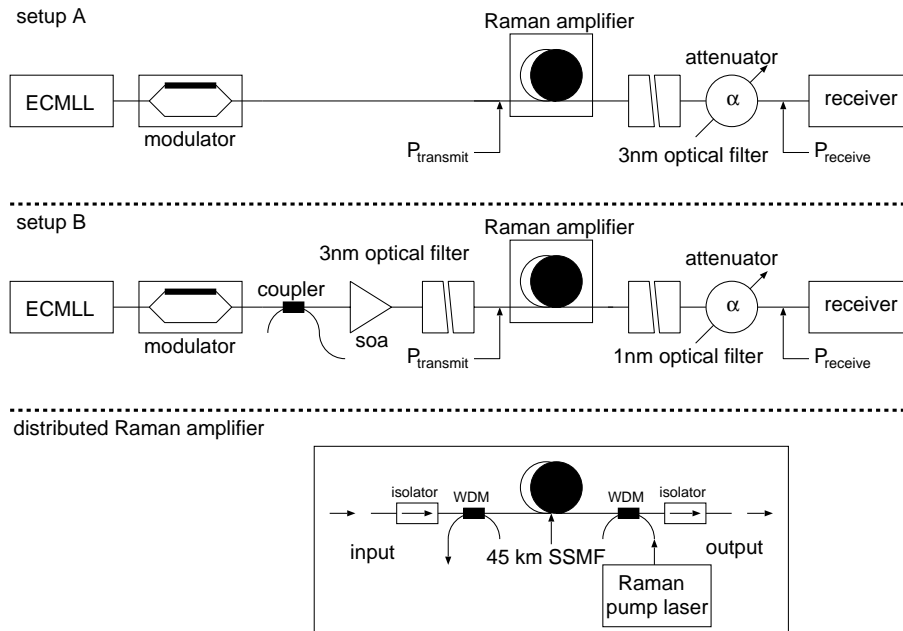 setup A
Raman amplifier
attenuator
ECMLL
α
receiver
modulator
P_transmit
3nm optical filter
P_receive
setup B
Raman amplifier
3nm optical filter
attenuator
coupler
ECMLL
α
receiver
modulator
soa
P_transmit
1nm optical filter
P_receive
distributed Raman amplifier
isolator
WDM
WDM
isolator
input
45 km SSMF
output
Raman
pump laser